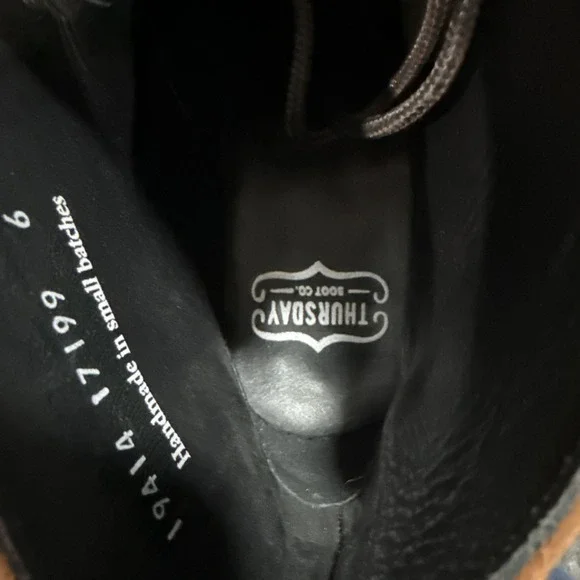 THURSDAY
BOOT CO.
Handmade in small batches
19414 17199 9